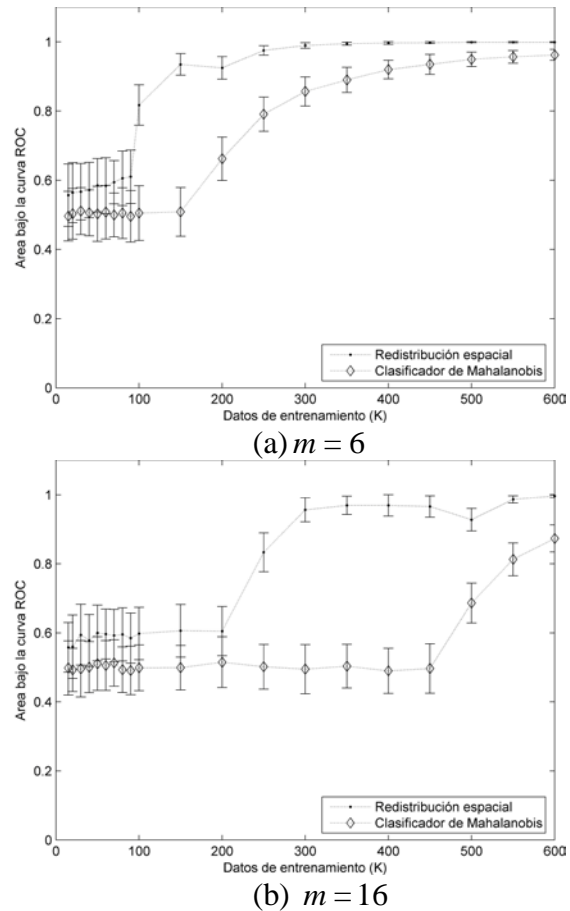 1
0.8
0.6
0.4
0.2
0
Area bajo la curva ROC
Redistribución espacial
Clasificador de Mahalanobis
0 100 200 300 400 500 600
Datos de entrenamiento (K)
(a) m = 6
1
0.8
0.6
0.4
0.2
0
Area bajo la curva ROC
Redistribución espacial
Clasificador de Mahalanobis
0 100 200 300 400 500 600
Datos de entrenamiento (K)
(b) m = 16